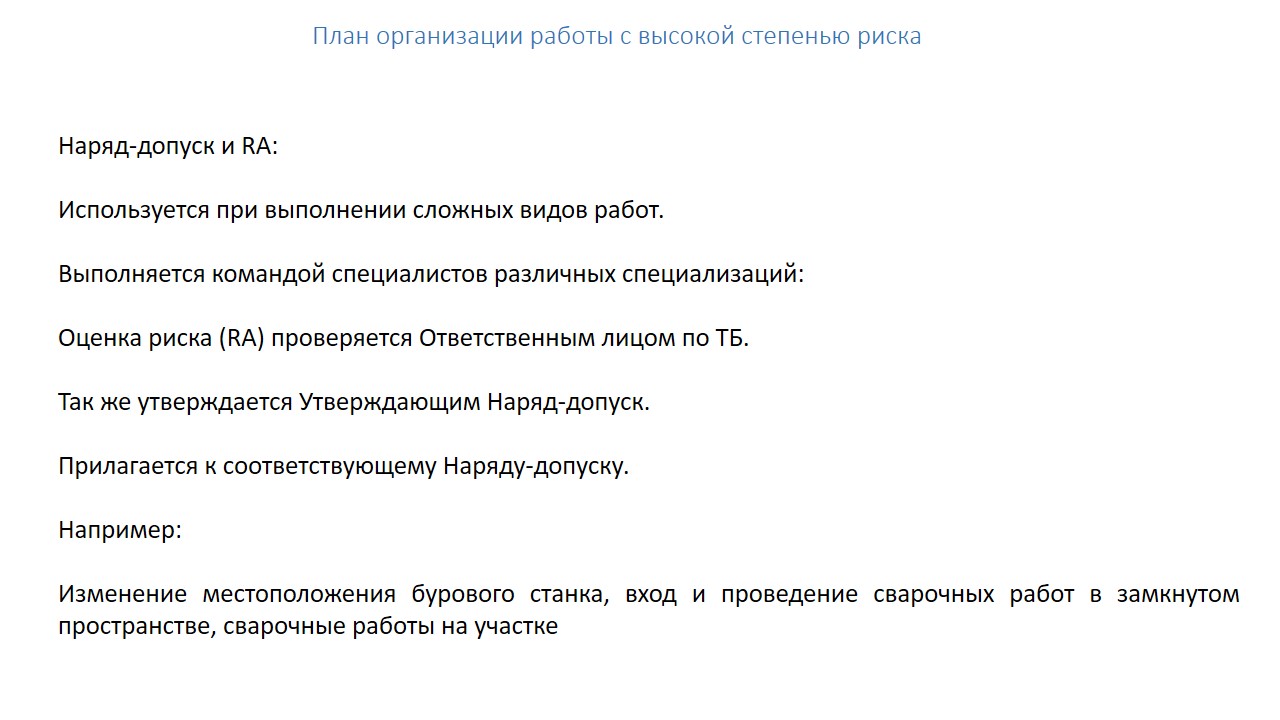 План организации работы с высокой степенью риска
Наряд-допуск и RA:
Используется при выполнении сложных видов работ.
Выполняется командой специалистов различных специализаций:
Оценка риска (RA) проверяется Ответственным лицом по ТБ.
Так же утверждается Утверждающим Наряд-допуск.
Прилагается к соответствующему Наряду-допуску.
Например:
Изменение местоположения бурового станка, вход и проведение сварочных работ в замкнутом
пространстве, сварочные работы на участке